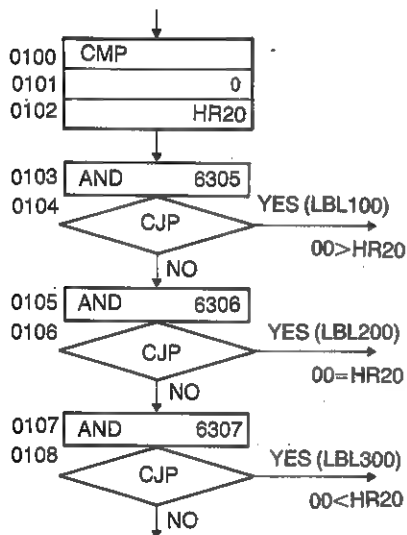 0100 CMP
0101 0
0102 HR20
0103 AND 6305
0104 CJP YES (LBL100)
00>HR20
NO
0105 AND 6306
0106 CJP YES (LBL200)
00=HR20
NO
0107 AND 6307
0108 CJP YES (LBL300)
00<HR20
NO